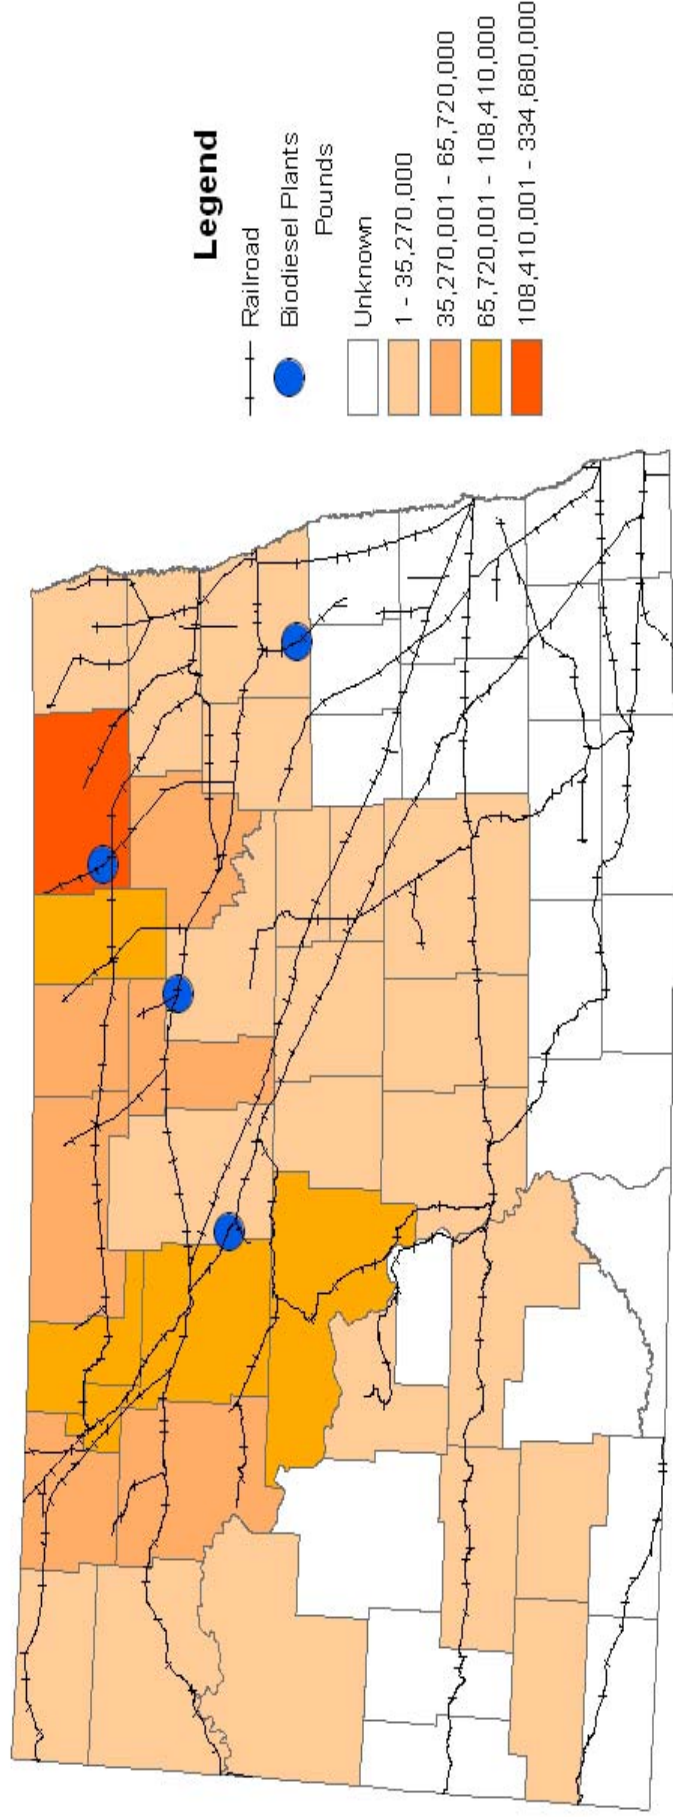 Legend
Railroad
Biodiesel Plants
Pounds
Unknown
1 - 35,270,000
35,270,001 - 65,720,000
65,720,001 - 108,410,000
108,410,001 - 334,680,000